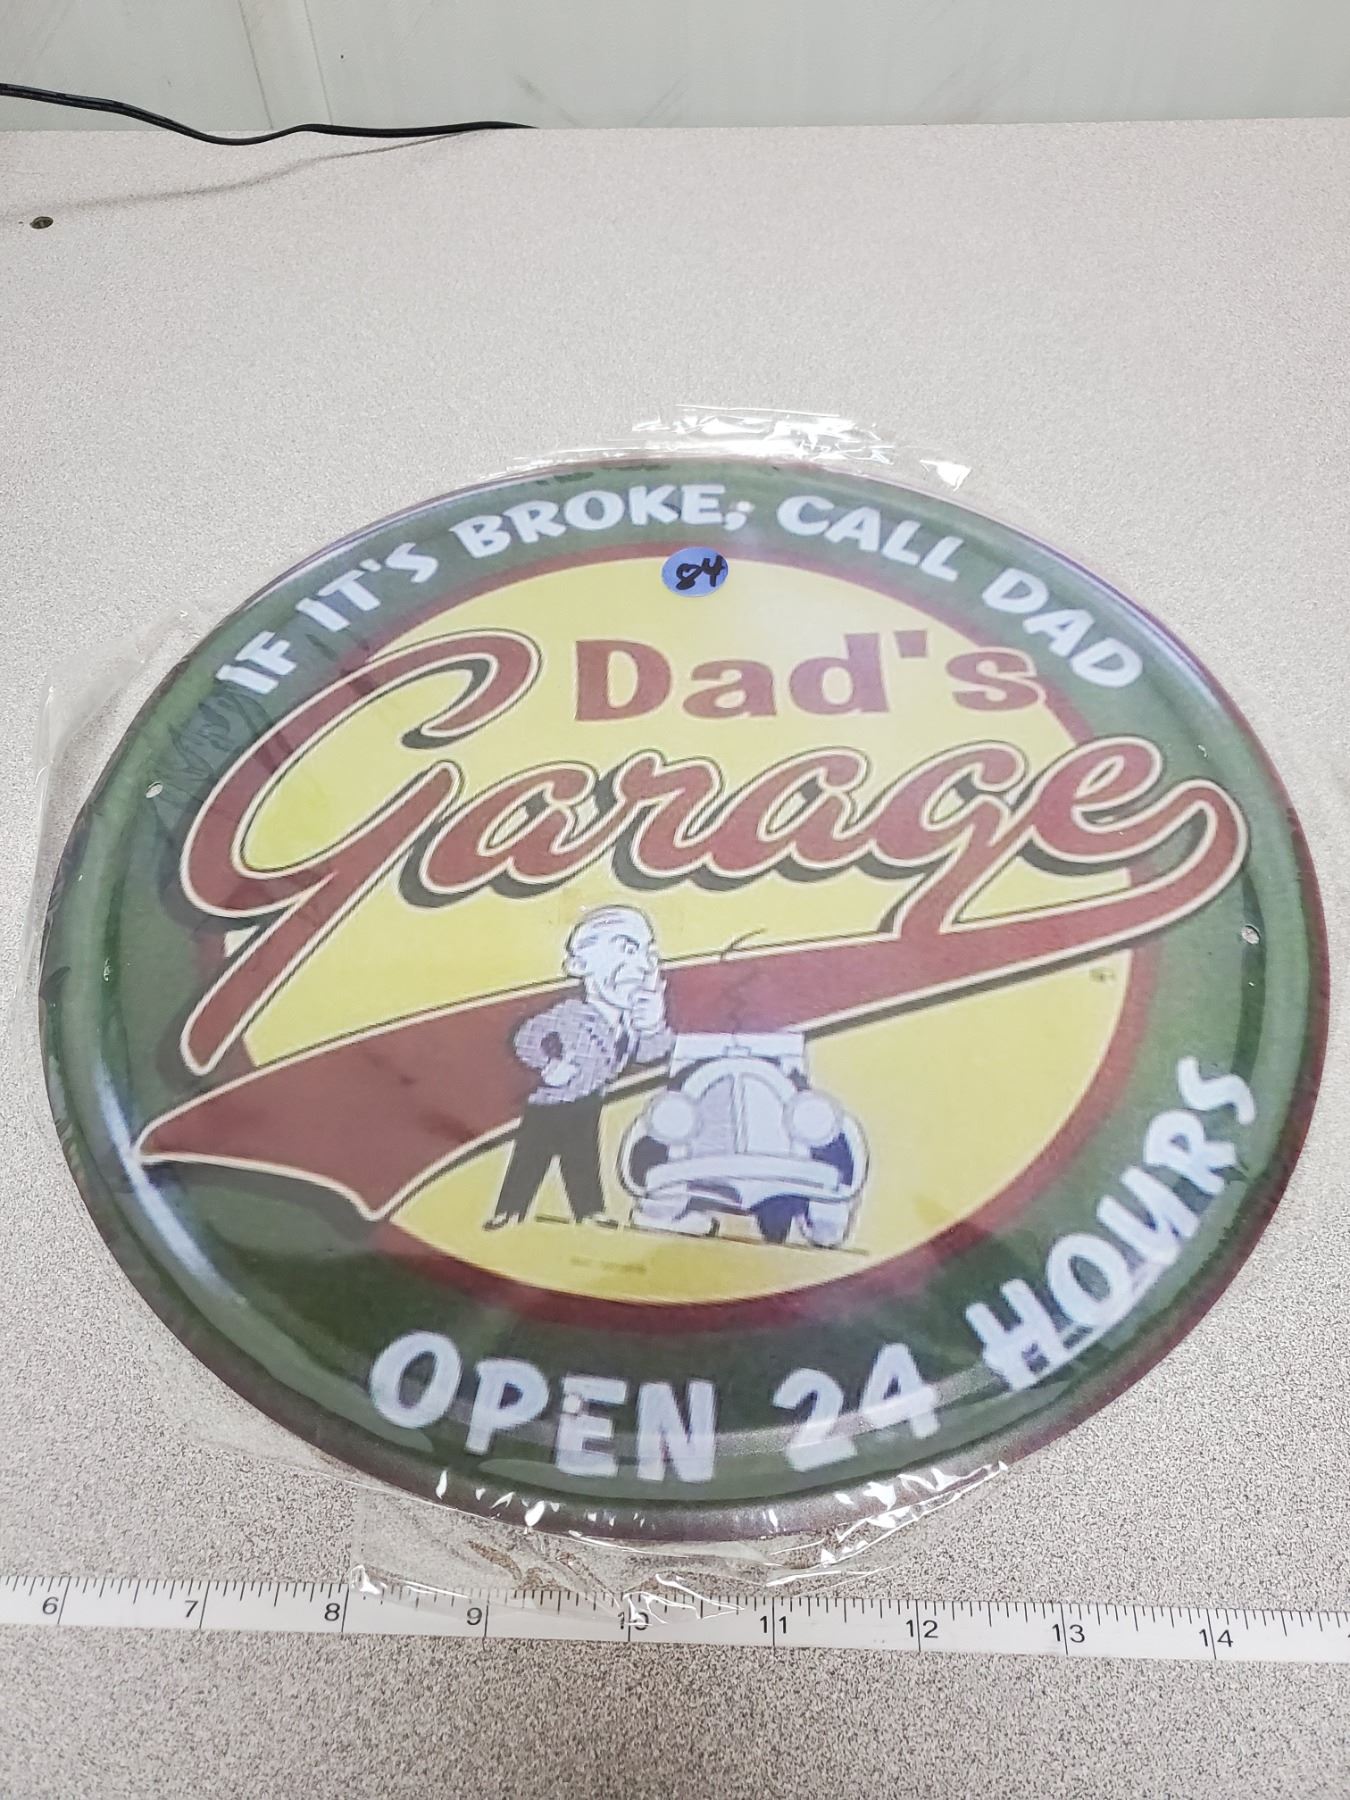 IF IT'S BROKE, CALL DAD
84
Dad's
Garage
OPEN 24 HOURS
6 7 8 9 10 11 12 13 14